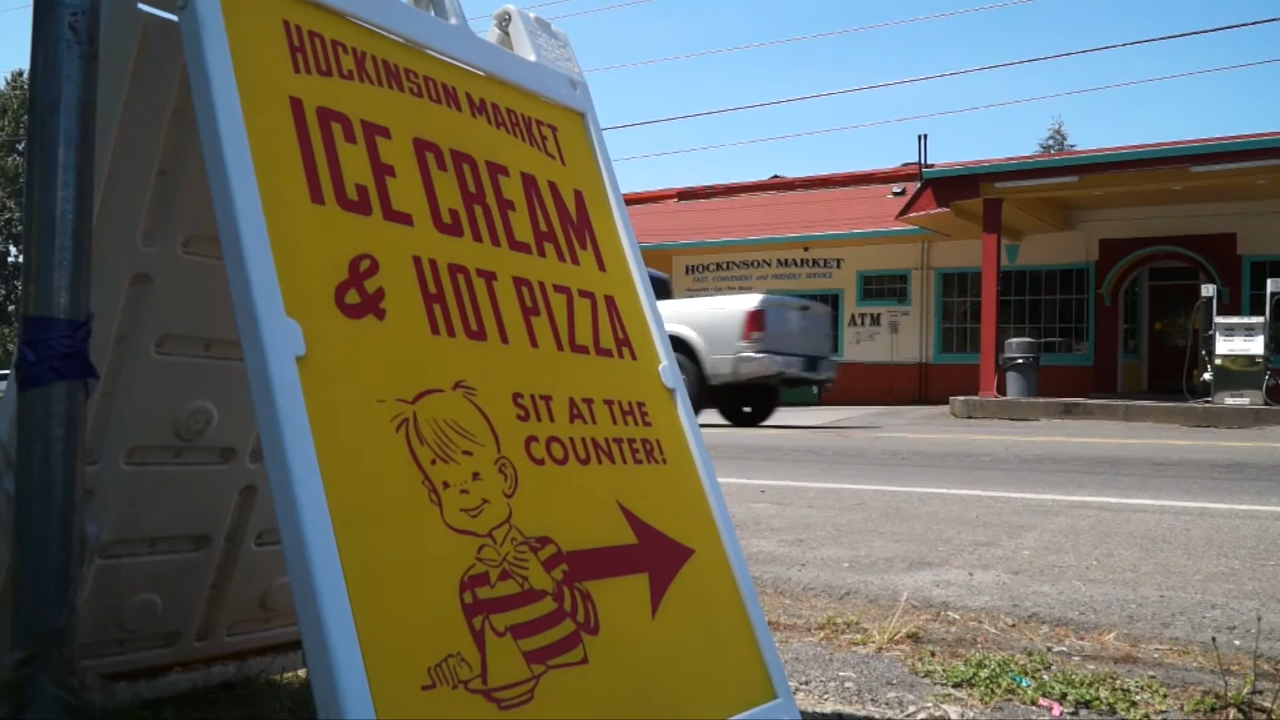 HOCKINSON MARKET
ICE CREAM
& HOT PIZZA
SIT AT THE
COUNTER!
HOCKINSON MARKET
FAST, CONVENIENT and FRIENDLY SERVICE
ATM